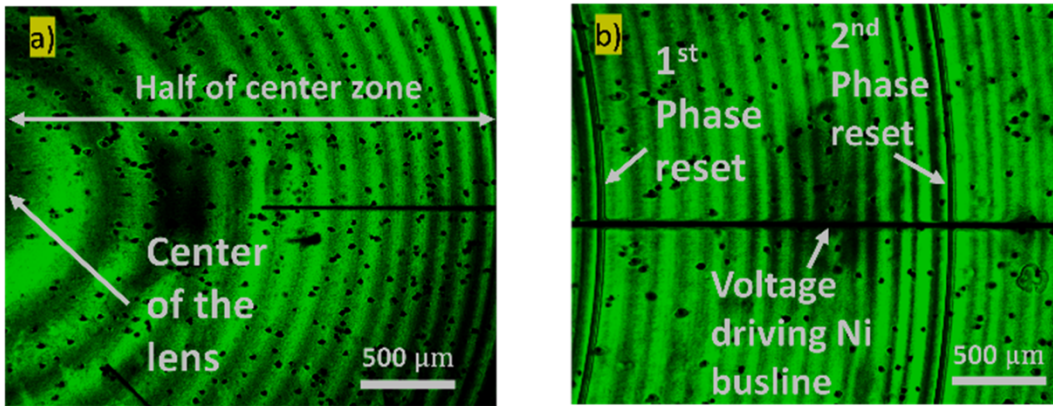 a)
Half of center zone
Center
of the
lens
500 μm
b)
1st
Phase
reset
2nd
Phase
reset
Voltage
driving Ni
busline
500 μm